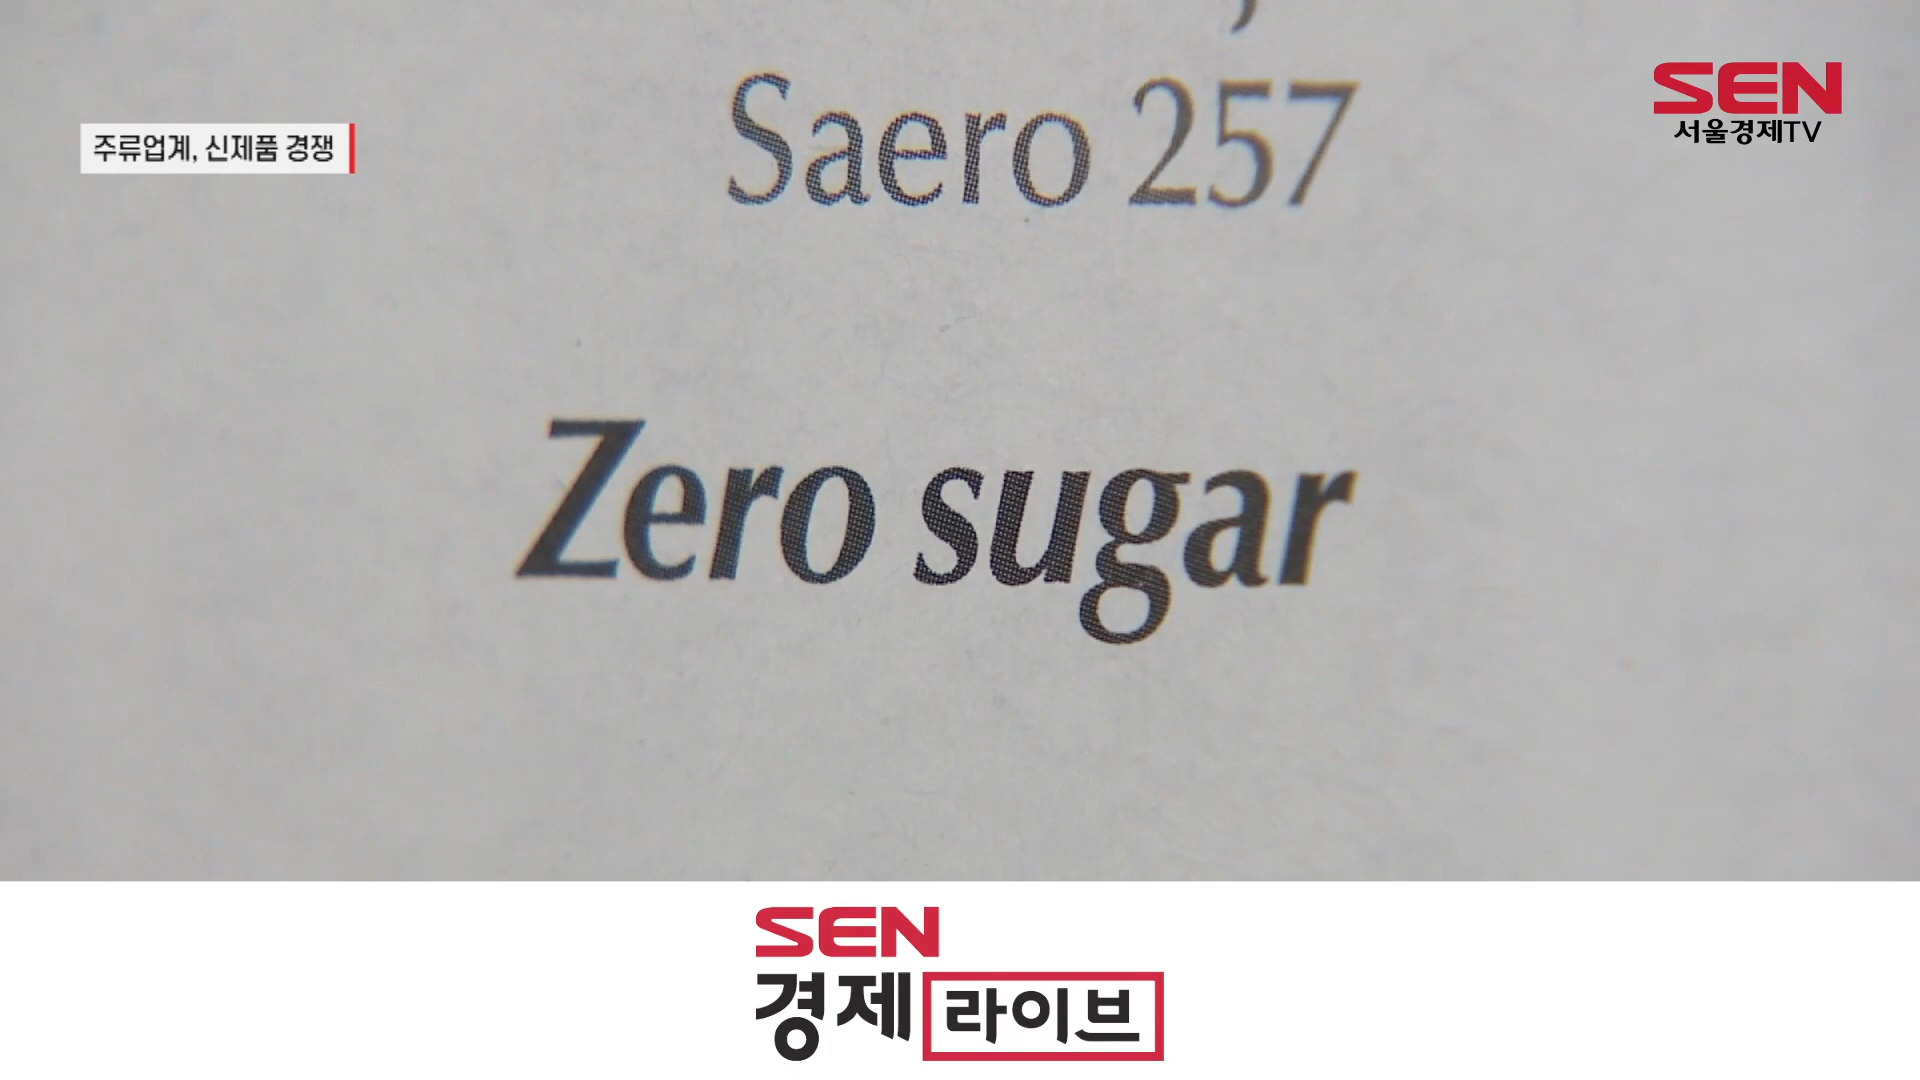 주류업계, 신제품 경쟁
SEN
서울경제TV
Saero 257
Zero sugar
SEN
경제 라이브